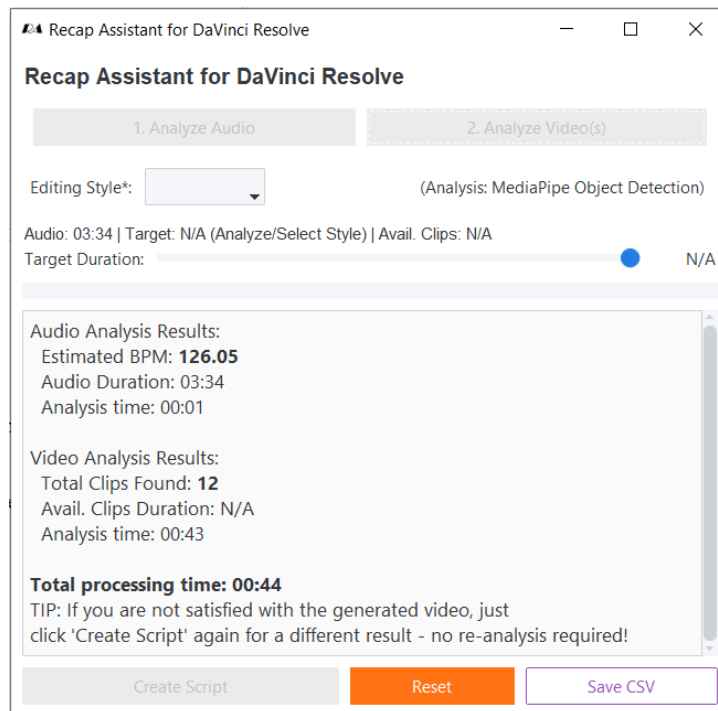 RA Recap Assistant for DaVinci Resolve
Recap Assistant for DaVinci Resolve
1. Analyze Audio
2. Analyze Video(s)
Editing Style*:
(Analysis: MediaPipe Object Detection)
Audio: 03:34 | Target: N/A (Analyze/Select Style) | Avail. Clips: N/A
Target Duration:
N/A
Audio Analysis Results:
Estimated BPM: 126.05
Audio Duration: 03:34
Analysis time: 00:01
Video Analysis Results:
Total Clips Found: 12
Avail. Clips Duration: N/A
Analysis time: 00:43
Total processing time: 00:44
TIP: If you are not satisfied with the generated video, just
click 'Create Script' again for a different result - no re-analysis required!
Create Script
Reset
Save CSV